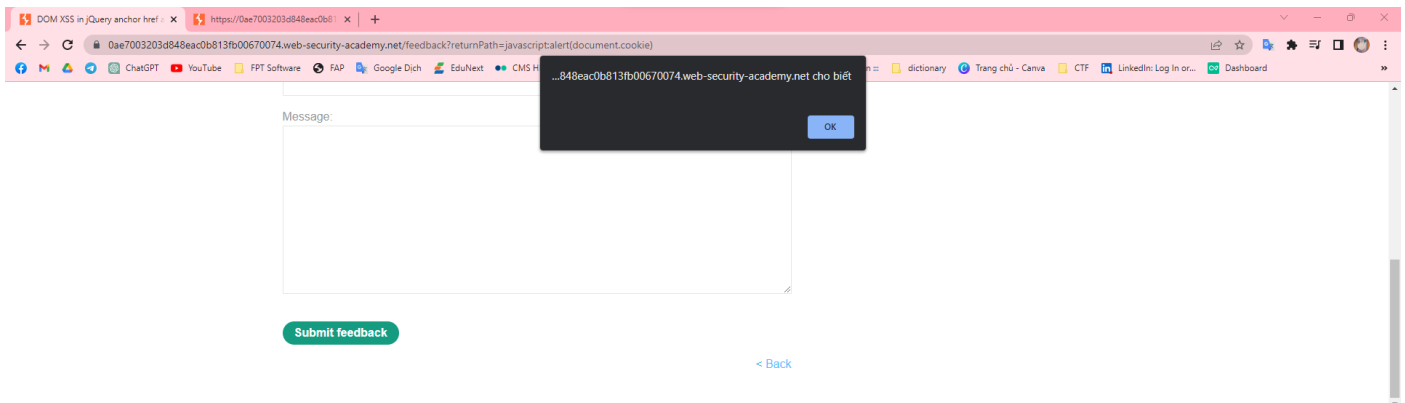 DOM XSS in jQuery anchor href
https://0ae7003203d848eac0b81
0ae7003203d848eac0b813fb00670074.web-security-academy.net/feedback?returnPath=javascript:alert(document.cookie)
ChatGPT YouTube FPT Software FAP Google Dịch EduNext CMS dictionary Trang chủ - Canva CTF LinkedIn: Log In or... Dashboard »
...848eac0b813fb00670074.web-security-academy.net cho biết
OK
Message:
Submit feedback
< Back